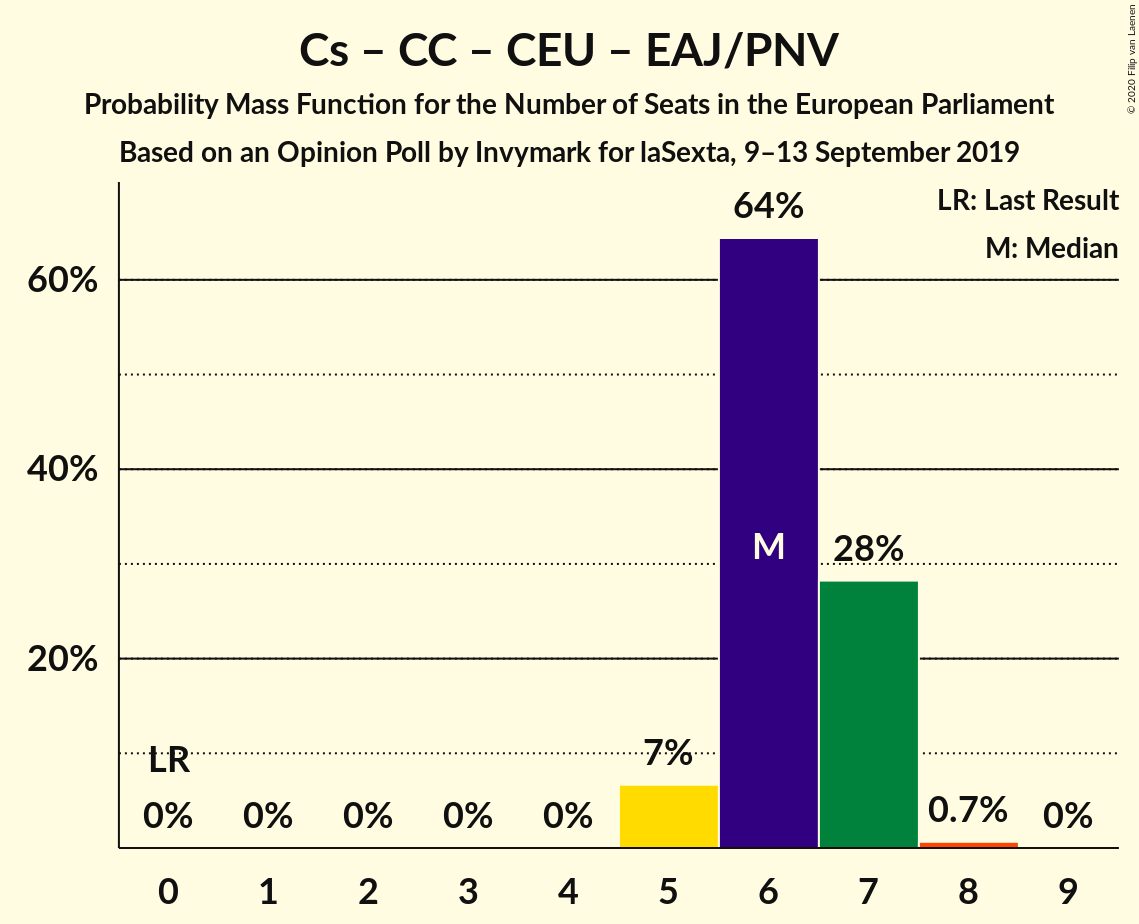 Cs – CC – CEU – EAJ/PNV
Probability Mass Function for the Number of Seats in the European Parliament
Based on an Opinion Poll by Invymark for laSexta, 9–13 September 2019
© 2020 Filip van Laenen
LR: Last Result
M: Median
60%
40%
20%
LR
0%
0%
0%
0%
0%
7%
64%
M
28%
0.7%
0%
0 1 2 3 4 5 6 7 8 9